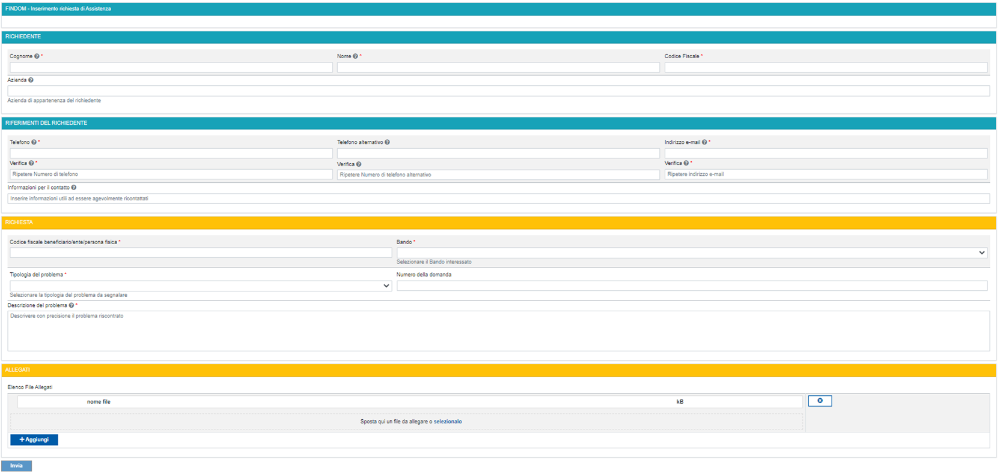 FINDOM - Inserimento richiesta di Assistenza
RICHIEDENTE
Cognome ? * Nome ? * Codice Fiscale *
Azienda ?
Azienda di appartenenza del richiedente
RIFERIMENTI DEL RICHIEDENTE
Telefono ? * Telefono alternativo ? Indirizzo e-mail ? *
Verifica ? * Verifica ? Verifica ? *
Ripetere Numero di telefono Ripetere Numero di telefono alternativo Ripetere indirizzo e-mail
Informazioni per il contatto ?
Inserire informazioni utili ad essere agevolmente ricontattati
RICHIESTA
Codice fiscale beneficiario/ente/persona fisica * Bando *
Selezionare il Bando interessato
Tipologia del problema * Numero della domanda
Selezionare la tipologia del problema da segnalare
Descrizione del problema ? *
Descrivere con precisione il problema riscontrato
ALLEGATI
Elenco File Allegati
nome file kB
Sposta qui un file da allegare o selezionalo
+ Aggiungi
Invia